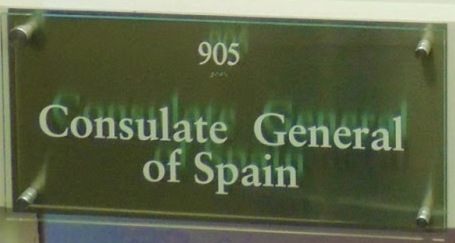 905
Consulate General
of Spain